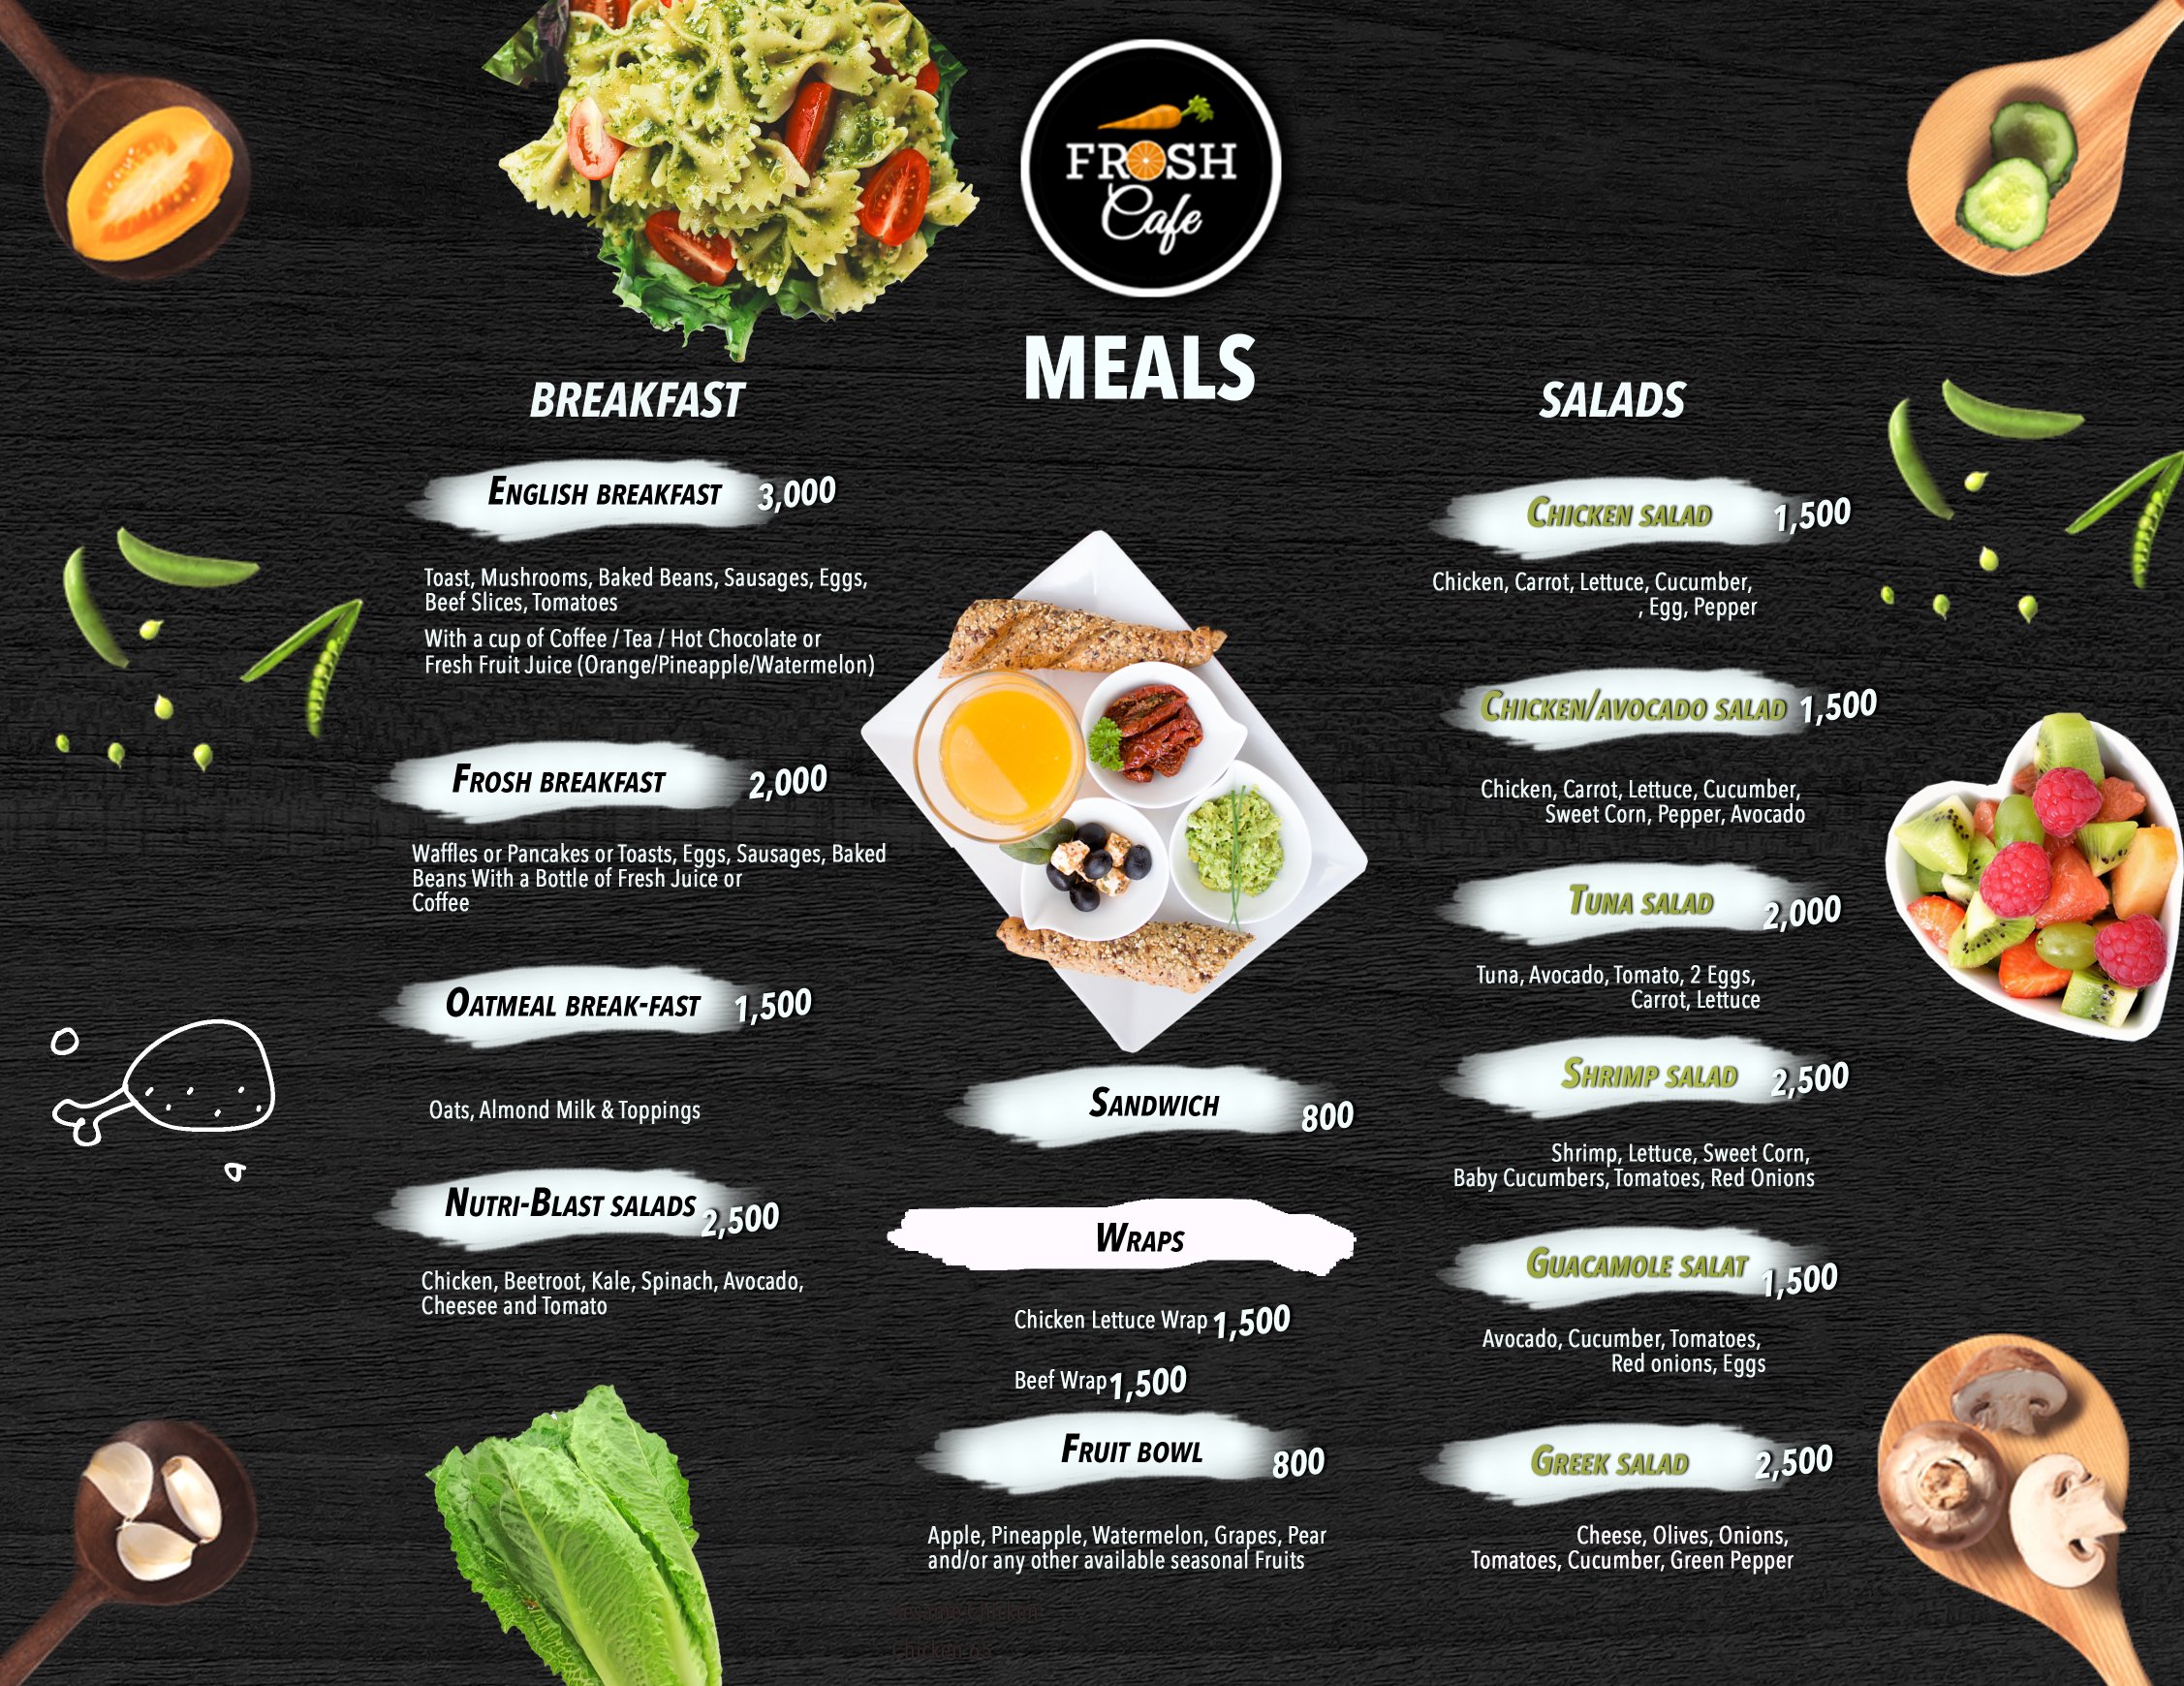 FROSH
Cafe
MEALS
BREAKFAST
ENGLISH BREAKFAST 3,000
Toast, Mushrooms, Baked Beans, Sausages, Eggs,
Beef Slices, Tomatoes
With a cup of Coffee / Tea / Hot Chocolate or
Fresh Fruit Juice (Orange/Pineapple/Watermelon)
FROSH BREAKFAST 2,000
Waffles or Pancakes or Toasts, Eggs, Sausages, Baked
Beans With a Bottle of Fresh Juice or
Coffee
OATMEAL BREAK-FAST 1,500
Oats, Almond Milk & Toppings
NUTRI-BLAST SALADS 2,500
Chicken, Beetroot, Kale, Spinach, Avocado,
Cheesee and Tomato
SANDWICH 800
WRAPS
Chicken Lettuce Wrap 1,500
Beef Wrap 1,500
FRUIT BOWL 800
Apple, Pineapple, Watermelon, Grapes, Pear
and/or any other available seasonal Fruits
SALADS
CHICKEN SALAD 1,500
Chicken, Carrot, Lettuce, Cucumber,
, Egg, Pepper
CHICKEN/AVOCADO SALAD 1,500
Chicken, Carrot, Lettuce, Cucumber,
Sweet Corn, Pepper, Avocado
TUNA SALAD 2,000
Tuna, Avocado, Tomato, 2 Eggs,
Carrot, Lettuce
SHRIMP SALAD 2,500
Shrimp, Lettuce, Sweet Corn,
Baby Cucumbers, Tomatoes, Red Onions
GUACAMOLE SALAT 1,500
Avocado, Cucumber, Tomatoes,
Red onions, Eggs
GREEK SALAD 2,500
Cheese, Olives, Onions,
Tomatoes, Cucumber, Green Pepper